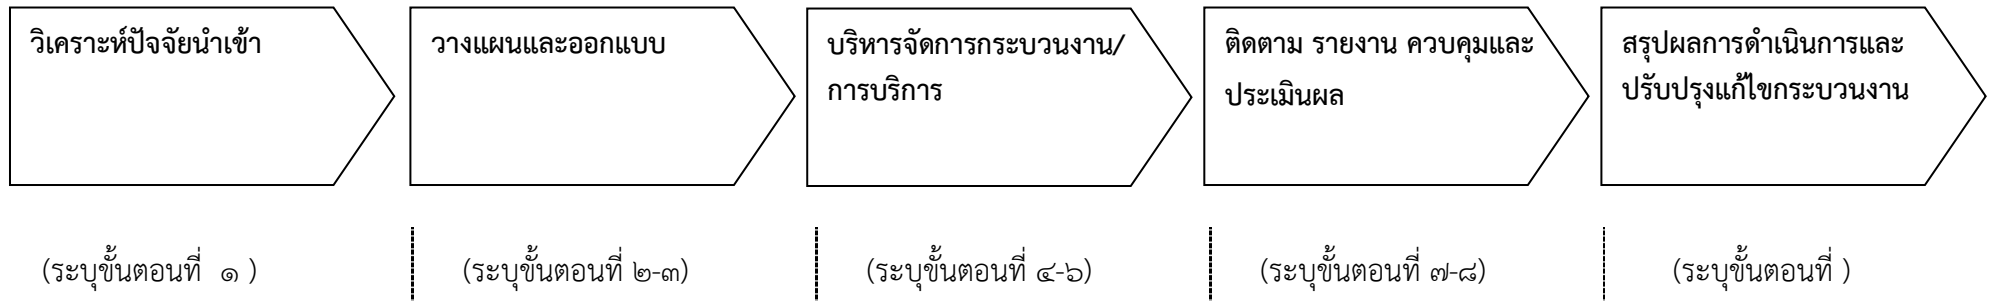 วิเคราะห์ปัจจัยนำเข้า
วางแผนและออกแบบ
บริหารจัดการกระบวนงาน/
การบริการ
ติดตาม รายงาน ควบคุมและ
ประเมินผล
สรุปผลการดำเนินการและ
ปรับปรุงแก้ไขกระบวนงาน
(ระบุขั้นตอนที่ ๑ )
(ระบุขั้นตอนที่ ๒-๓)
(ระบุขั้นตอนที่ ๔-๖)
(ระบุขั้นตอนที่ ๗-๘)
(ระบุขั้นตอนที่ )